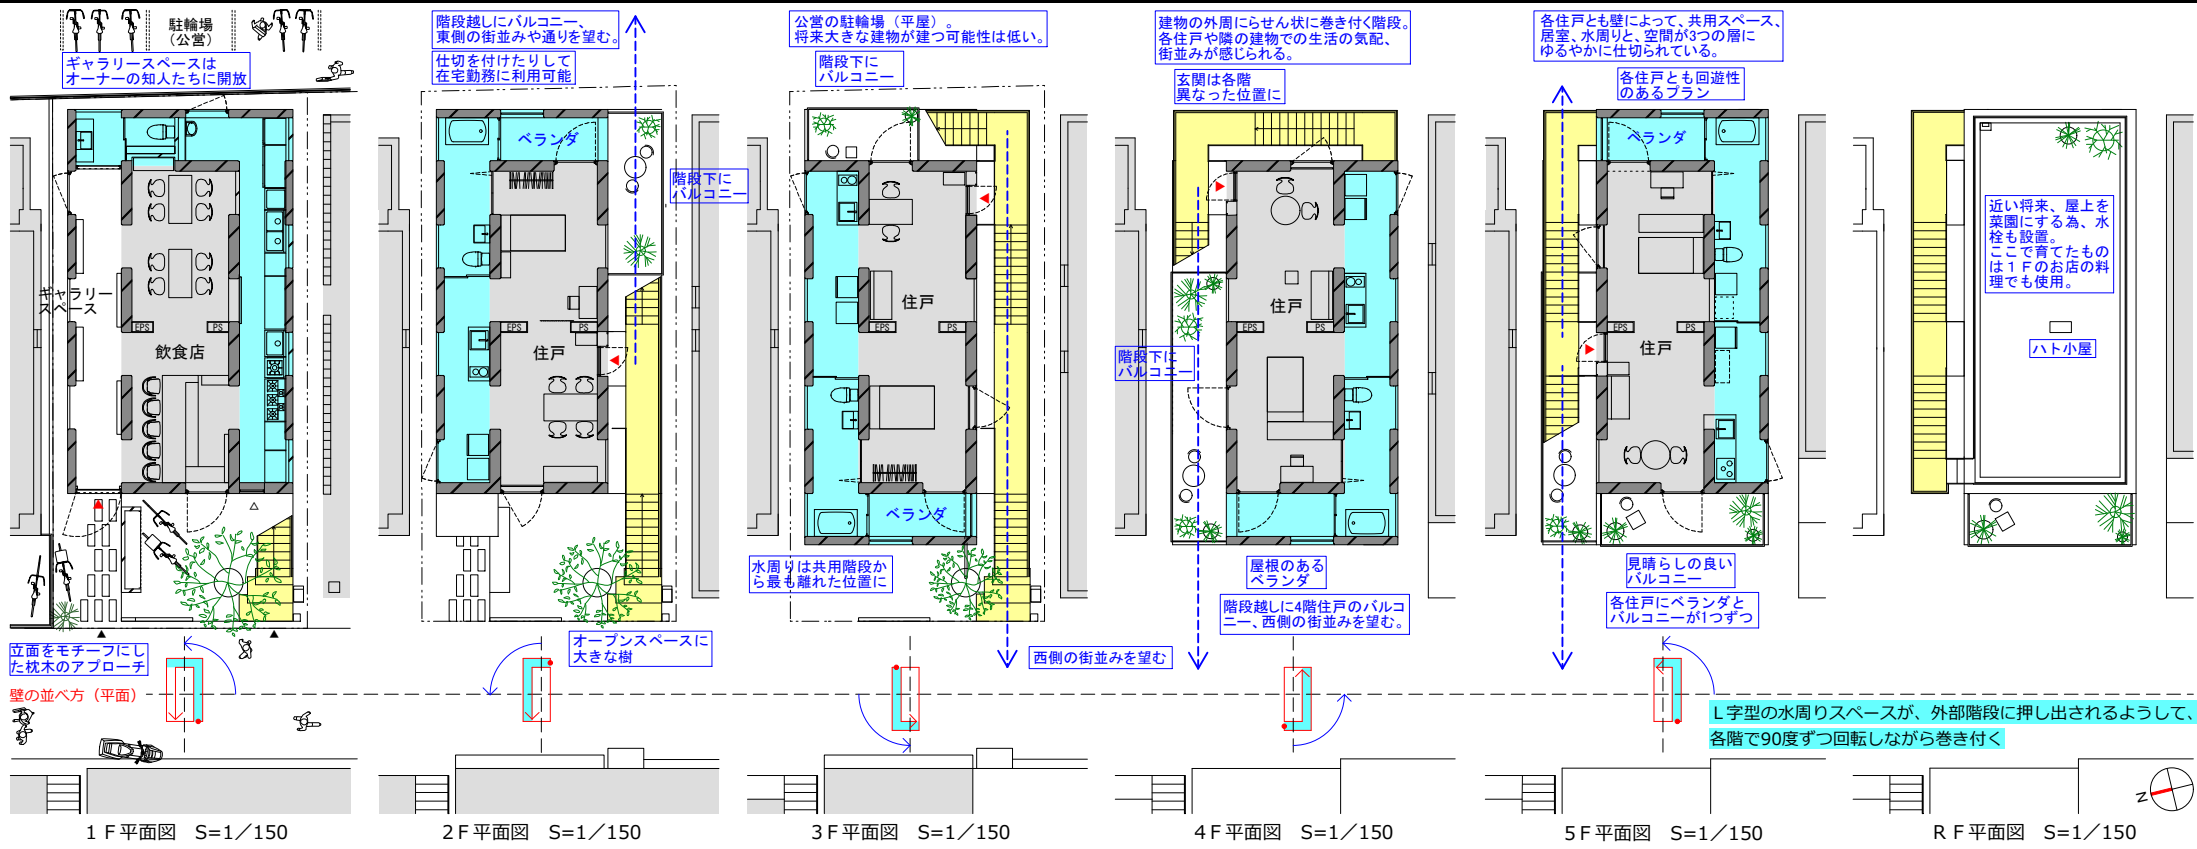 駐輪場
(公営)
ギャラリースペースは
オーナーの知人たちに開放
ギャラリー
スペース
EPS
PS
飲食店
立面をモチーフにし
た枕木のアプローチ
壁の並べ方（平面）
1F平面図 S=1／150
階段越しにバルコニー、
東側の街並みや通りを望む。
仕切を付けたりして
在宅勤務に利用可能
ベランダ
階段下に
バルコニー
EPS
PS
住戸
オープンスペースに
大きな樹
2F平面図 S=1／150
公営の駐輪場（平屋）。
将来大きな建物が建つ可能性は低い。
階段下に
バルコニー
住戸
EPS
PS
ベランダ
水周りは共用階段か
ら最も離れた位置に
西側の街並みを望む
3F平面図 S=1／150
建物の外周にらせん状に巻き付く階段。
各住戸や隣の建物での生活の気配、
街並みが感じられる。
玄関は各階
異なった位置に
住戸
EPS
PS
階段下に
バルコニー
屋根のある
ベランダ
階段越しに4階住戸のバルコ
ニー、西側の街並みを望む。
4F平面図 S=1／150
各住戸とも壁によって、共用スペース、
居室、水周りと、空間が3つの層に
ゆるやかに仕切られている。
各住戸とも回遊性
のあるプラン
ベランダ
EPS
PS
住戸
見晴らしの良い
バルコニー
各住戸にベランダと
バルコニーが1つずつ
L字型の水周りスペースが、外部階段に押し出されるようして、
各階で90度ずつ回転しながら巻き付く
5F平面図 S=1／150
近い将来、屋上を
菜園にする為、水
栓も設置。
ここで育てたもの
は1Fのお店の料
理でも使用。
ハト小屋
N
RF平面図 S=1／150